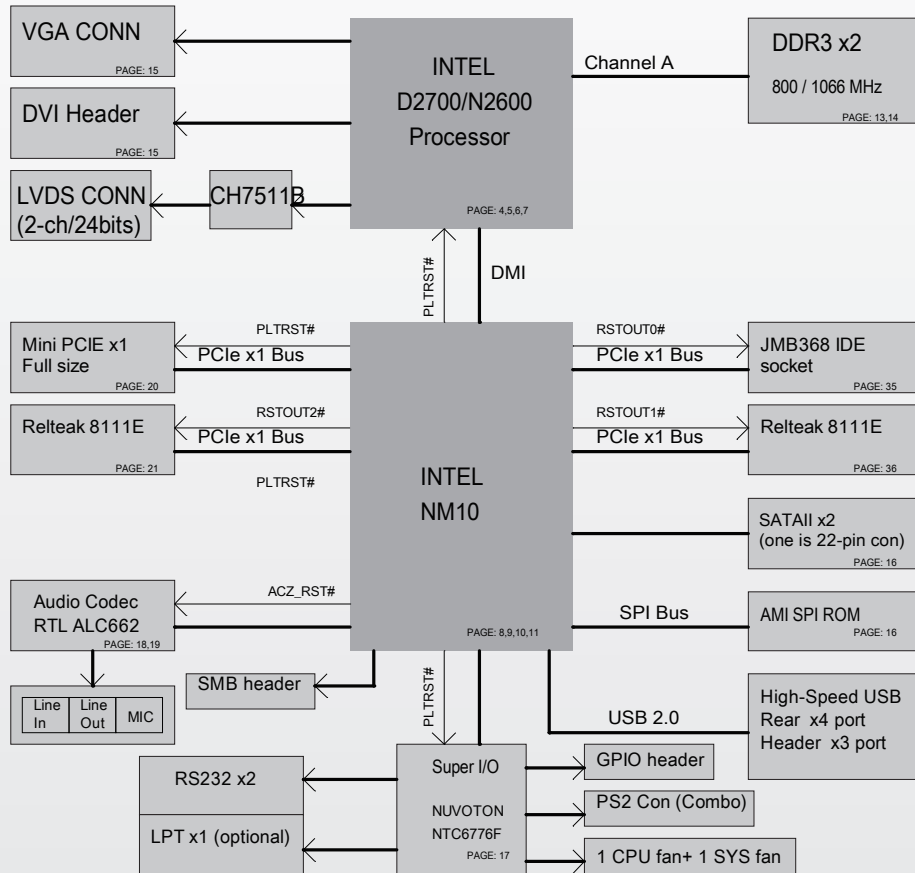 VGA CONN
PAGE: 15
DVI Header
PAGE: 15
LVDS CONN
(2-ch/24bits)
CH7511B
INTEL
D2700/N2600
Processor
PAGE: 4,5,6,7
Channel A
DDR3 x2
800 / 1066 MHz
PAGE: 13,14
PLTRST#
DMI
Mini PCIE x1
Full size
PAGE: 20
PLTRST#
PCIe x1 Bus
Relteak 8111E
PAGE: 21
RSTOUT2#
PCIe x1 Bus
PLTRST#
INTEL
NM10
PAGE: 8,9,10,11
RSTOUT0#
PCIe x1 Bus
JMB368 IDE
socket
PAGE: 35
RSTOUT1#
PCIe x1 Bus
Relteak 8111E
PAGE: 36
SATAII x2
(one is 22-pin con)
PAGE: 16
Audio Codec
RTL ALC662
PAGE: 18,19
ACZ_RST#
SPI Bus
AMI SPI ROM
PAGE: 16
Line
In
Line
Out
MIC
SMB header
PLTRST#
USB 2.0
High-Speed USB
Rear x4 port
Header x3 port
RS232 x2
LPT x1 (optional)
Super I/O
NUVOTON
NTC6776F
PAGE: 17
GPIO header
PS2 Con (Combo)
1 CPU fan+ 1 SYS fan